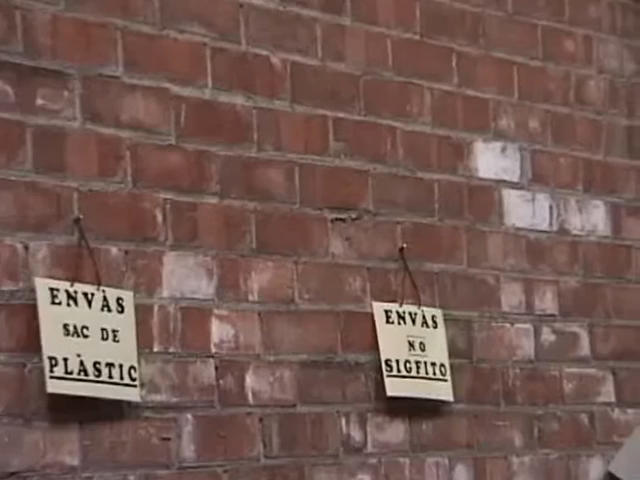 ENVÀS
SAC DE
PLÀSTIC
ENVÀS
NO
SIGFITO